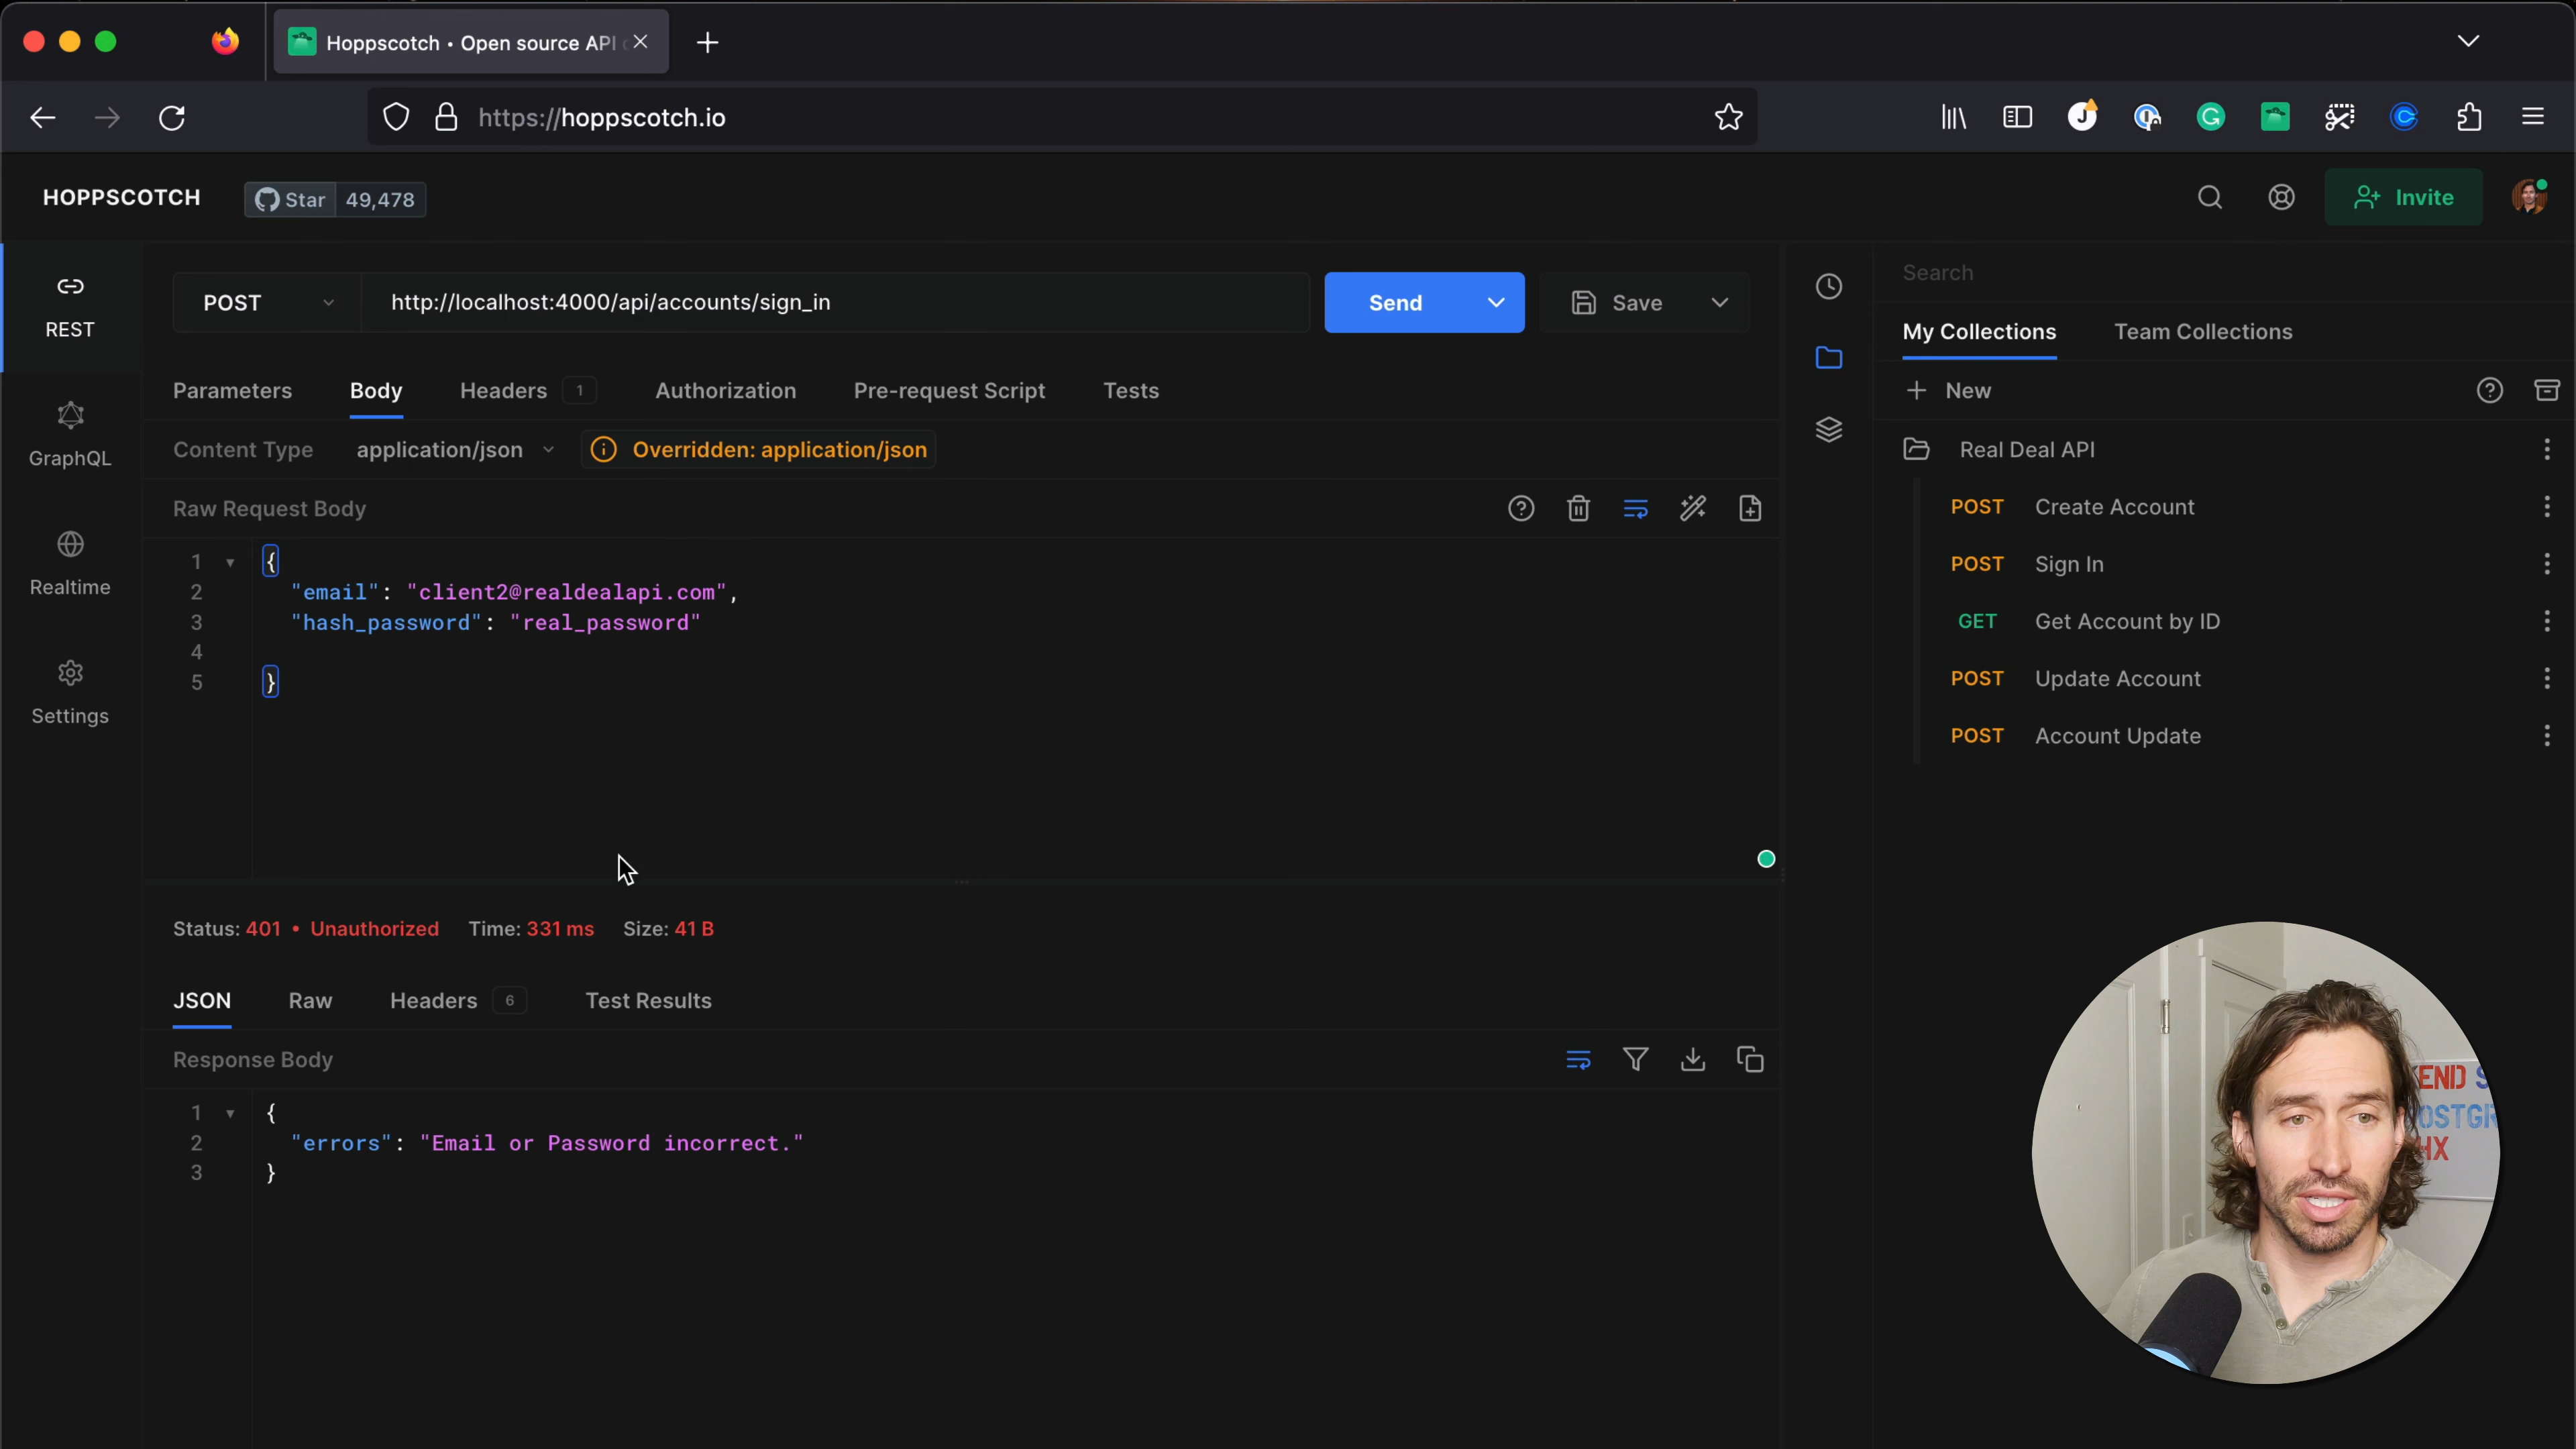 Hoppscotch • Open source API
https://hoppscotch.io
HOPPSCOTCH
Star 49,478
Invite
REST
GraphQL
Realtime
Settings
POST
http://localhost:4000/api/accounts/sign_in
Send
Save
Parameters
Body
Headers 1
Authorization
Pre-request Script
Tests
Content Type
application/json
Overridden: application/json
Raw Request Body
1 {
2 "email": "client2@realdealapi.com",
3 "hash_password": "real_password"
4
5 }
Status: 401 • Unauthorized Time: 331 ms Size: 41 B
JSON
Raw
Headers 6
Test Results
Response Body
1 {
2 "errors": "Email or Password incorrect."
3 }
Search
My Collections
Team Collections
New
Real Deal API
POST Create Account
POST Sign In
GET Get Account by ID
POST Update Account
POST Account Update